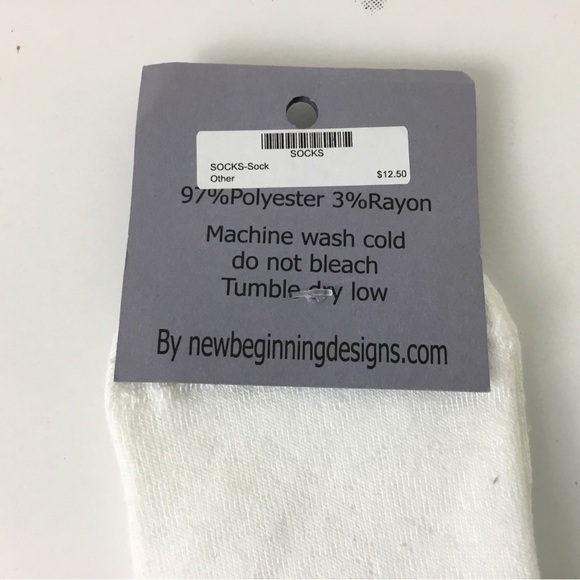 SOCKS
SOCKS-Sock
Other
$12.50
97%Polyester 3%Rayon
Machine wash cold
do not bleach
Tumble dry low
By newbeginningdesigns.com